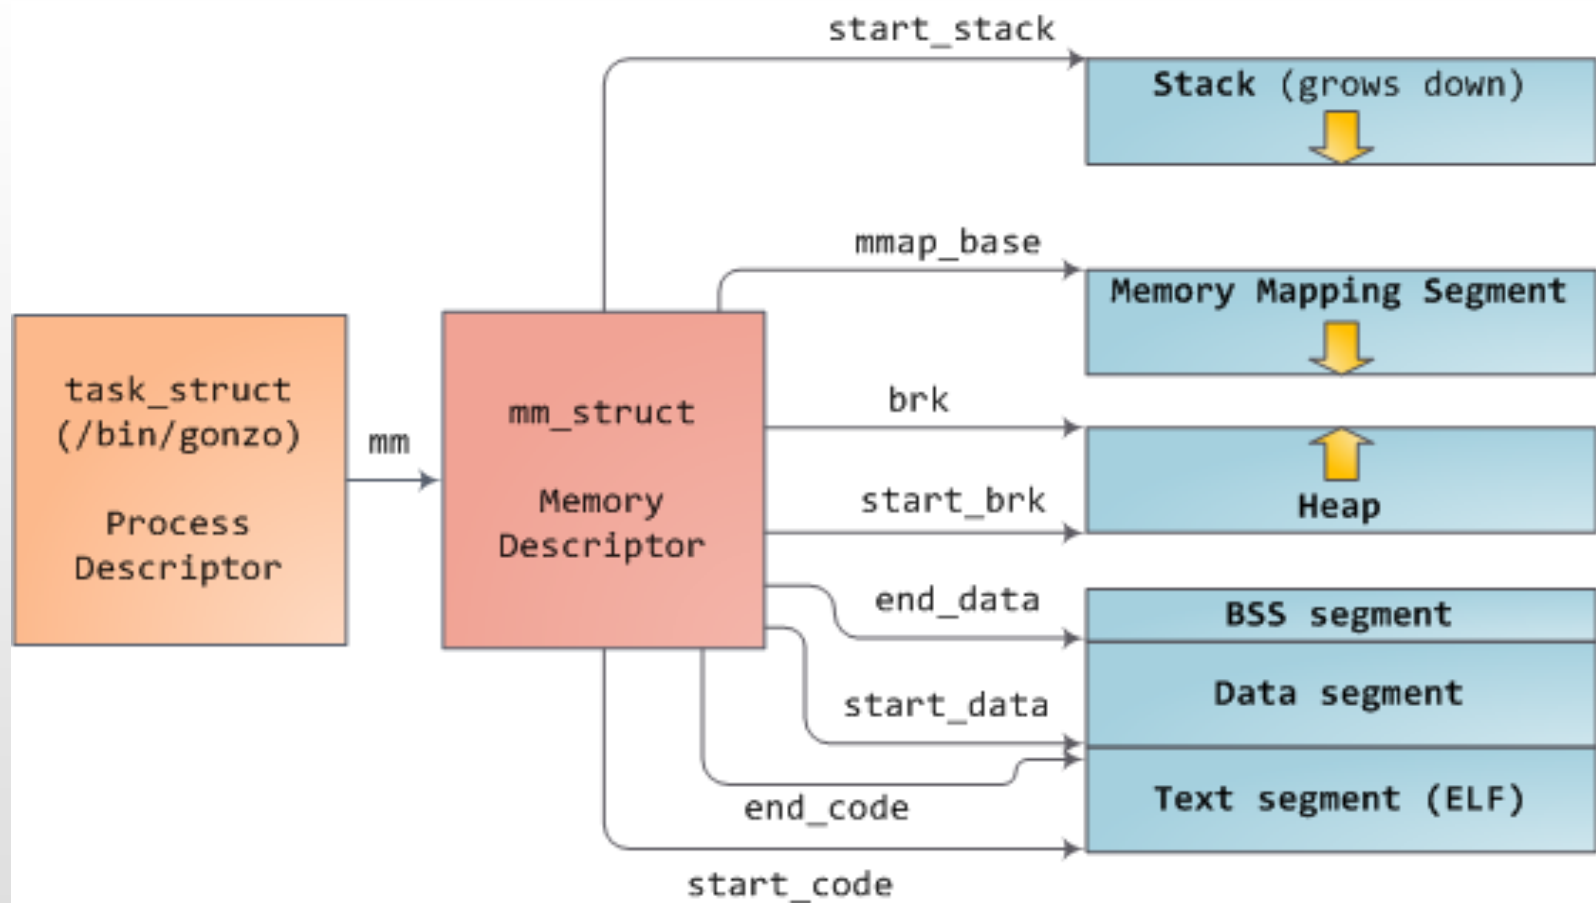 start_stack
Stack (grows down)
mmap_base
Memory Mapping Segment
task_struct
(/bin/gonzo)
Process
Descriptor
mm
mm_struct
Memory
Descriptor
brk
start_brk
Heap
end_data
BSS segment
start_data
Data segment
end_code
Text segment (ELF)
start_code